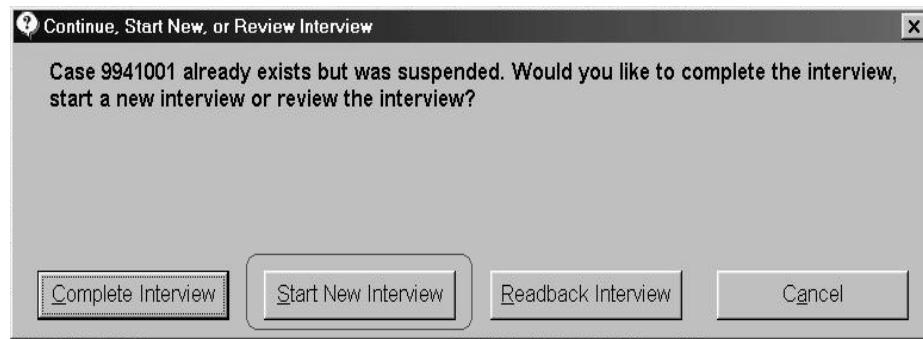 Continue, Start New, or Review Interview
Case 9941001 already exists but was suspended. Would you like to complete the interview,
start a new interview or review the interview?
Complete Interview
Start New Interview
Readback Interview
Cancel